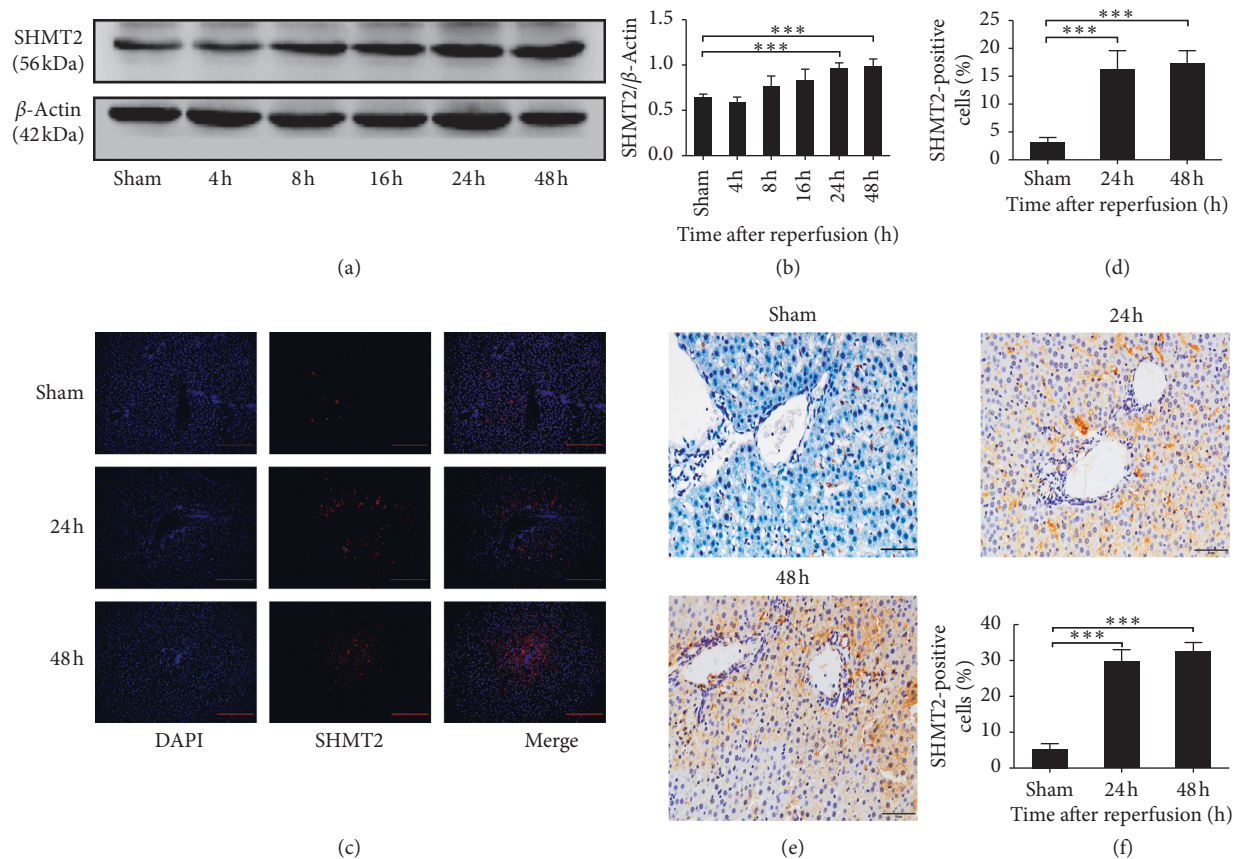 SHMT2
(56 kDa)
β-Actin
(42 kDa)
Sham 4 h 8 h 16 h 24 h 48 h
(a)
SHMT2/β-Actin
1.5
1.0
0.5
0.0
***
***
Sham
4 h
8 h
16 h
24 h
48 h
Time after reperfusion (h)
(b)
SHMT2-positive
cells (%)
25
20
15
10
5
0
***
***
Sham 24 h 48 h
Time after reperfusion (h)
(d)
Sham
24 h
48 h
DAPI SHMT2 Merge
(c)
Sham
24 h
48 h
(e)
SHMT2-positive
cells (%)
40
30
20
10
0
***
***
Sham 24 h 48 h
Time after reperfusion (h)
(f)